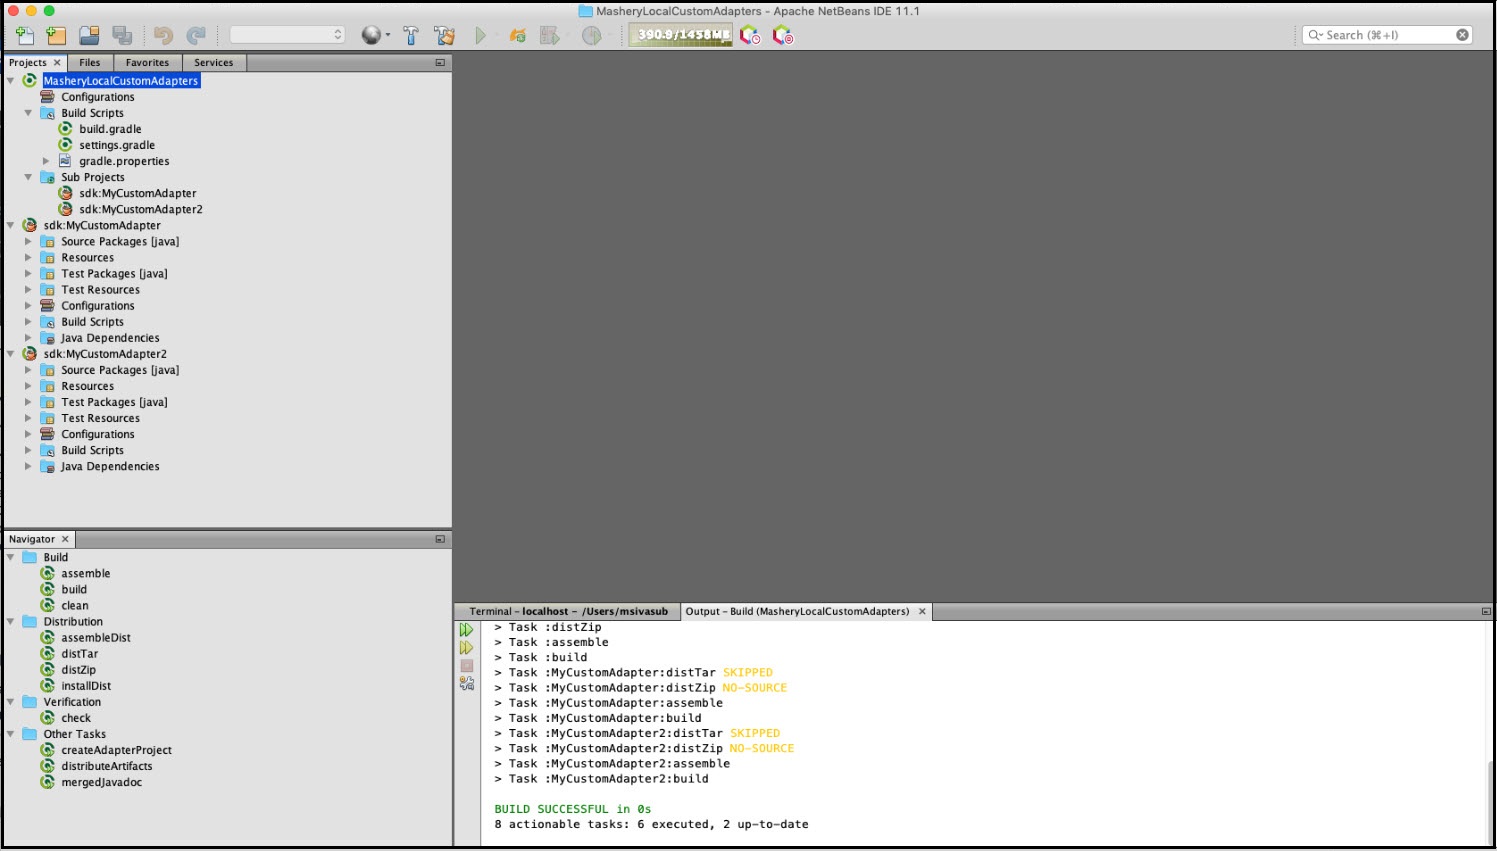 MasheryLocalCustomAdapters - Apache NetBeans IDE 11.1
390.9/1458MB
Search (⌘+I)
Projects
Files
Favorites
Services
MasheryLocalCustomAdapters
Configurations
Build Scripts
build.gradle
settings.gradle
gradle.properties
Sub Projects
sdk:MyCustomAdapter
sdk:MyCustomAdapter2
sdk:MyCustomAdapter
Source Packages [java]
Resources
Test Packages [java]
Test Resources
Configurations
Build Scripts
Java Dependencies
sdk:MyCustomAdapter2
Source Packages [java]
Resources
Test Packages [java]
Test Resources
Configurations
Build Scripts
Java Dependencies
Navigator
Build
assemble
build
clean
Distribution
assembleDist
distTar
distZip
installDist
Verification
check
Other Tasks
createAdapterProject
distributeArtifacts
mergedJavadoc
Terminal - localhost - /Users/msivasub
Output - Build (MasheryLocalCustomAdapters)
> Task :distZip
> Task :assemble
> Task :build
> Task :MyCustomAdapter:distTar SKIPPED
> Task :MyCustomAdapter:distZip NO-SOURCE
> Task :MyCustomAdapter:assemble
> Task :MyCustomAdapter:build
> Task :MyCustomAdapter2:distTar SKIPPED
> Task :MyCustomAdapter2:distZip NO-SOURCE
> Task :MyCustomAdapter2:assemble
> Task :MyCustomAdapter2:build
BUILD SUCCESSFUL in 0s
8 actionable tasks: 6 executed, 2 up-to-date